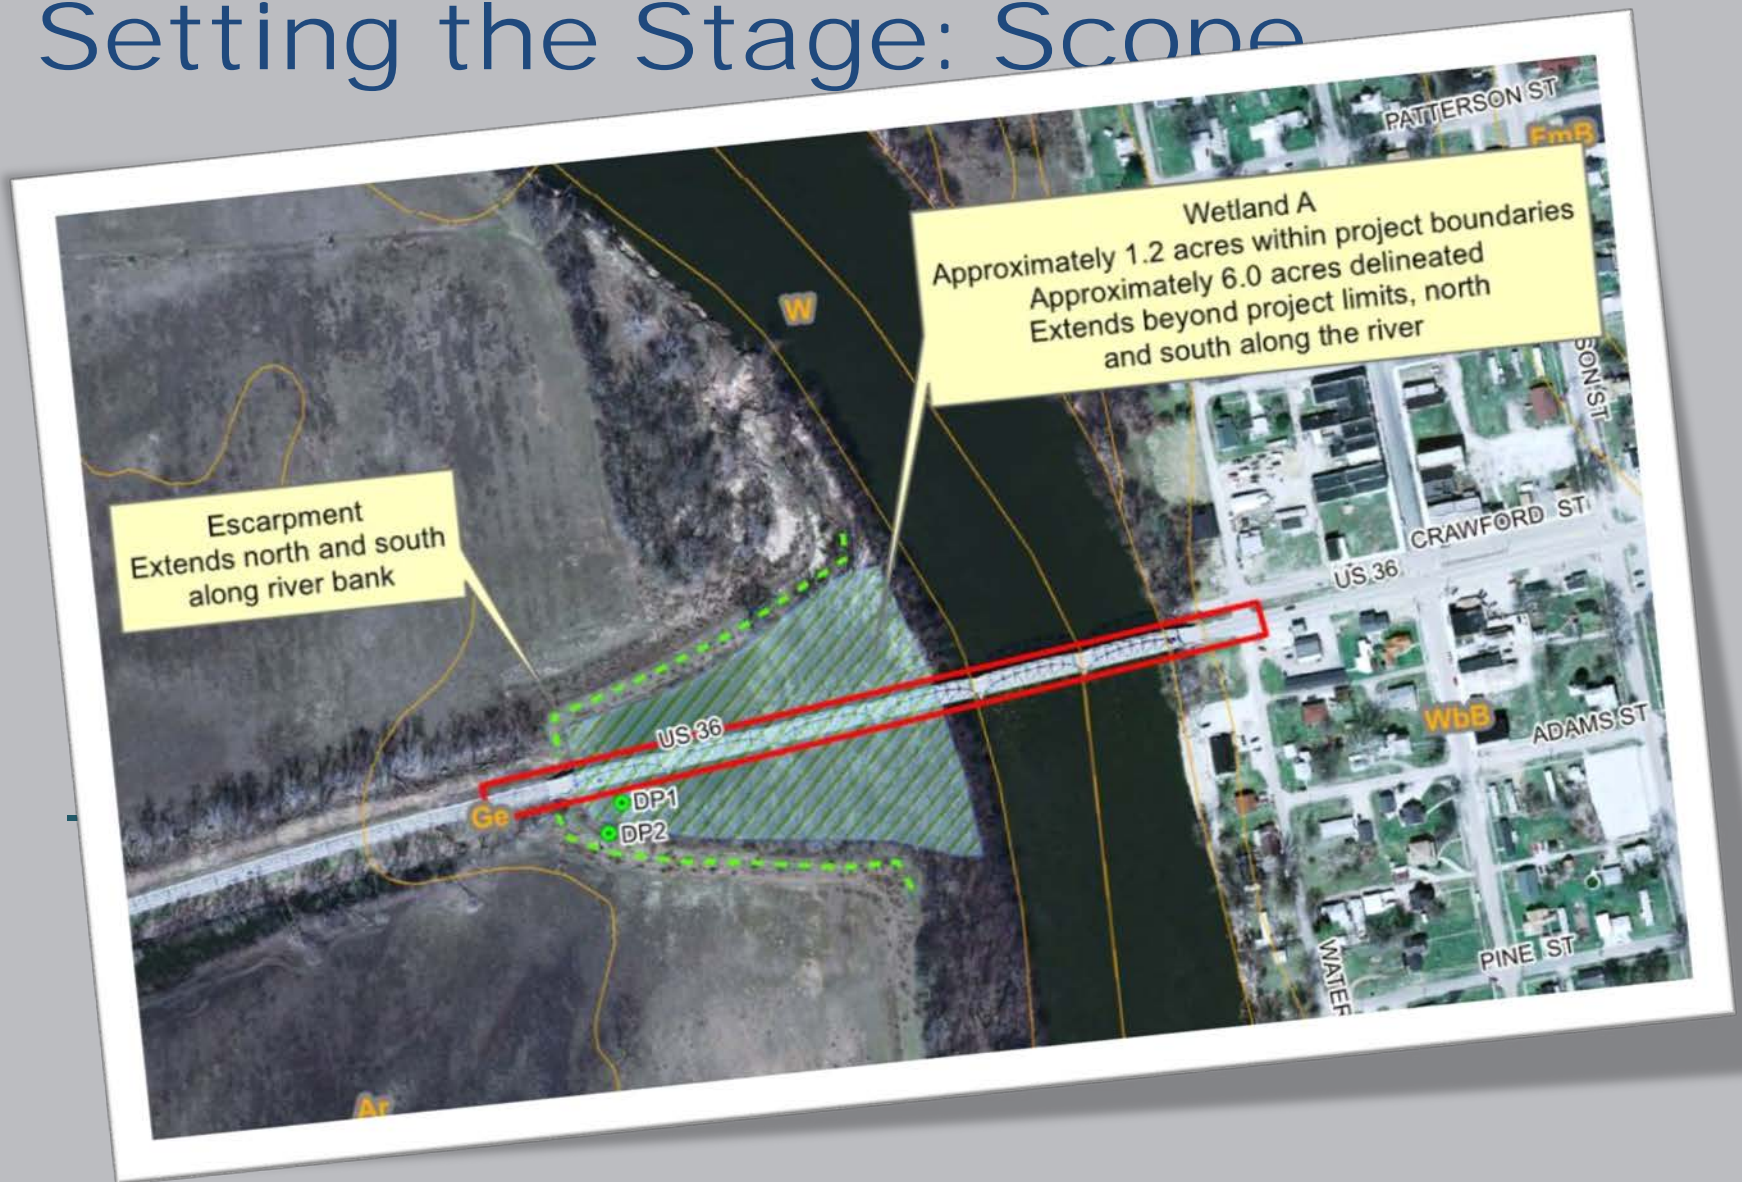 Setting the Stage: Scope
PATTERSON ST
FmB
Wetland A
Approximately 1.2 acres within project boundaries
Approximately 6.0 acres delineated
Extends beyond project limits, north
and south along the river
W
SON ST
Escarpment
Extends north and south
along river bank
CRAWFORD ST
US 36
US 36
WbB
ADAMS ST
DP1
Ge
DP2
PINE ST
WATER
Ar